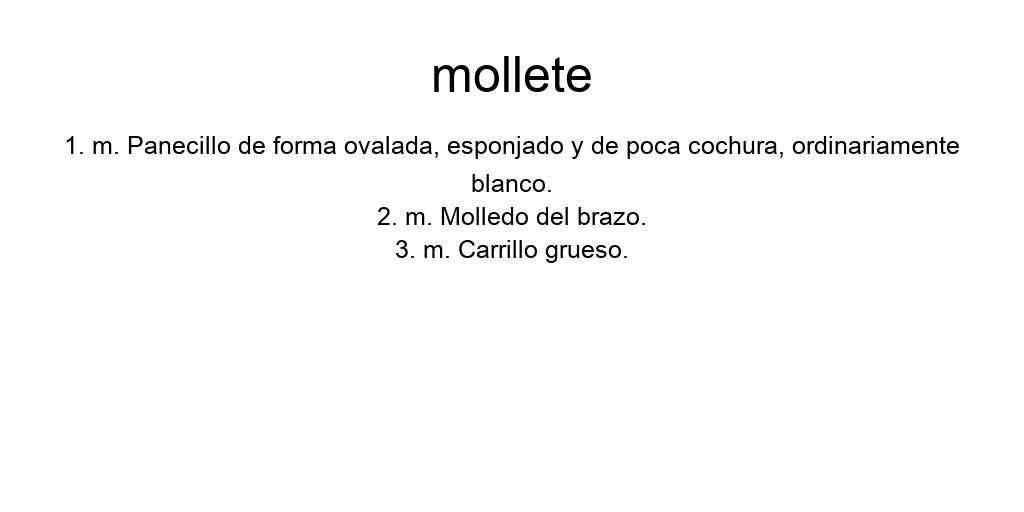 mollete
1. m. Panecillo de forma ovalada, esponjado y de poca cochura, ordinariamente
blanco.
2. m. Molledo del brazo.
3. m. Carrillo grueso.